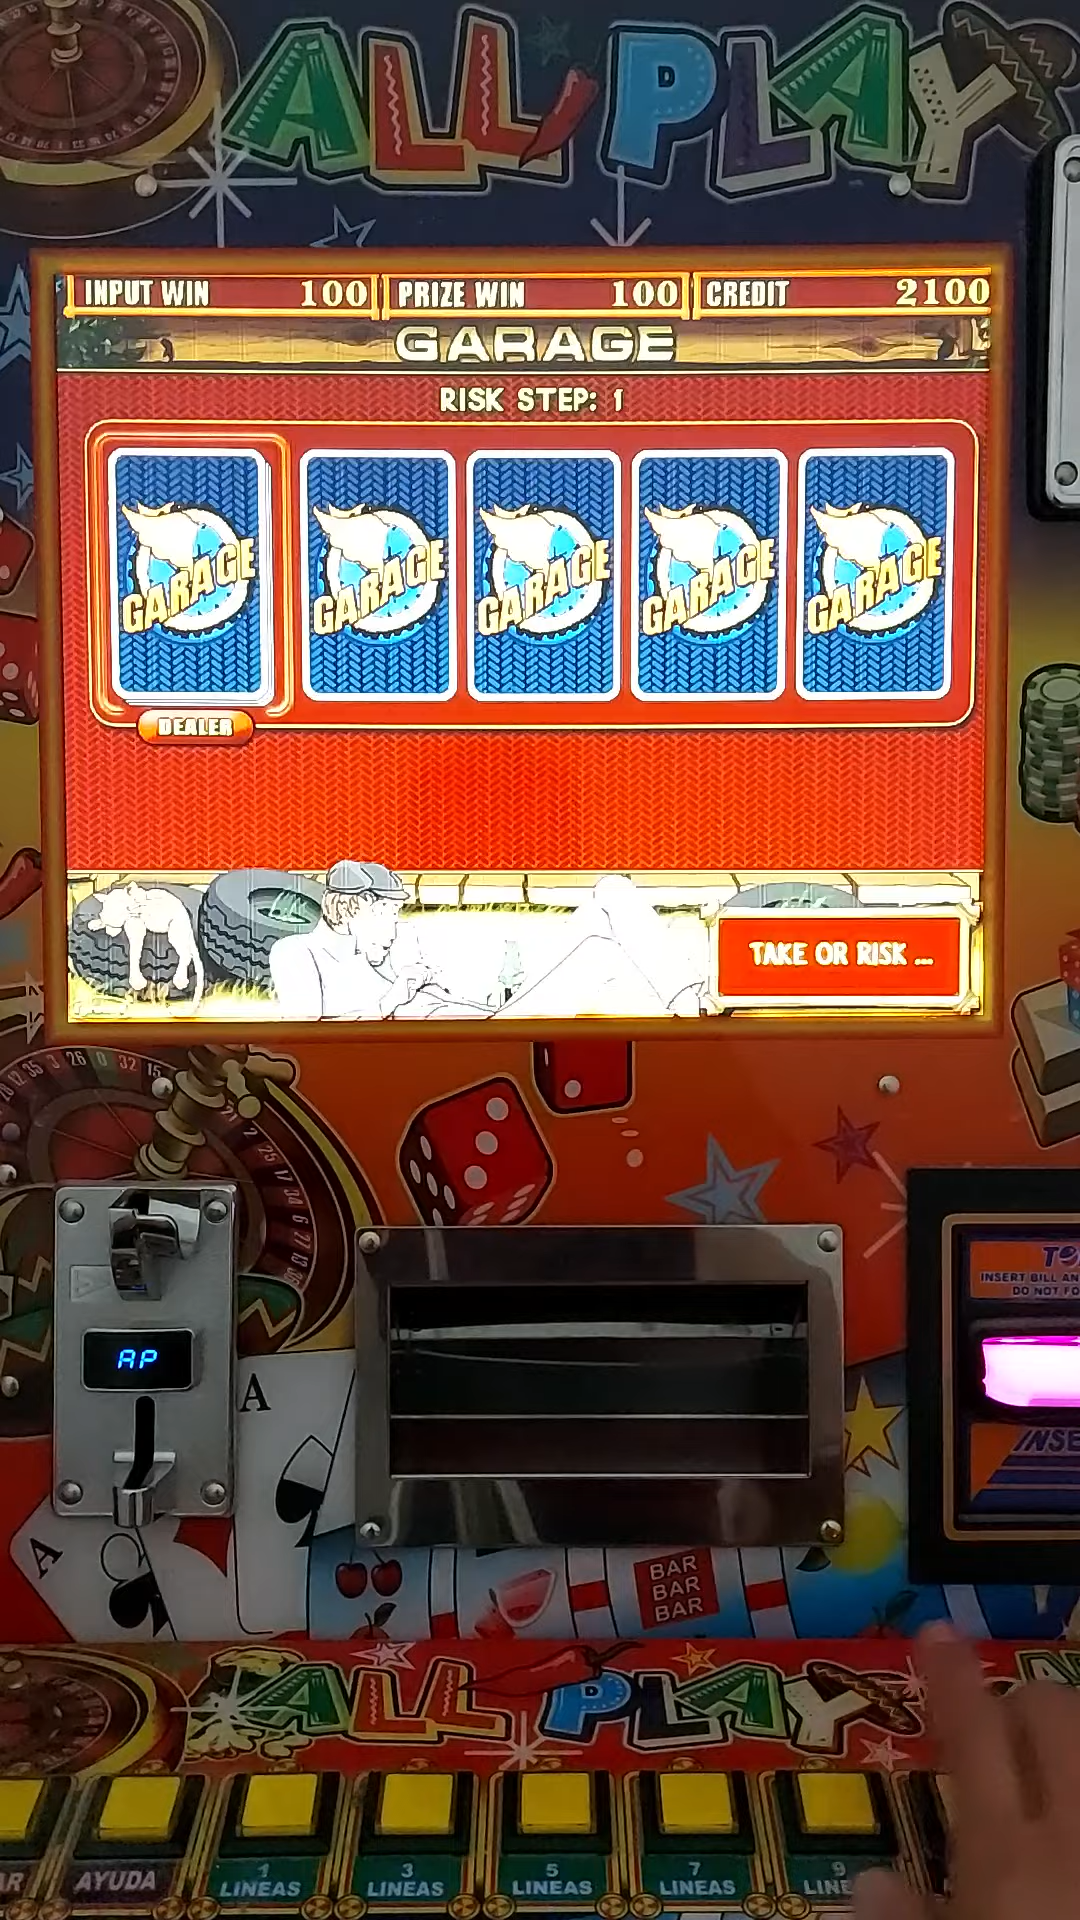 ALL PLAY
INPUT WIN 100 PRIZE WIN 100 CREDIT 2100
GARAGE
RISK STEP: 1
GARAGE GARAGE GARAGE GARAGE GARAGE
DEALER
TAKE OR RISK ...
INSERT BILL
DO NOT
AP
A
A
BAR
BAR
BAR
ALL PLAY
AYUDA
1 LINEAS
3 LINEAS
5 LINEAS
7 LINEAS
9